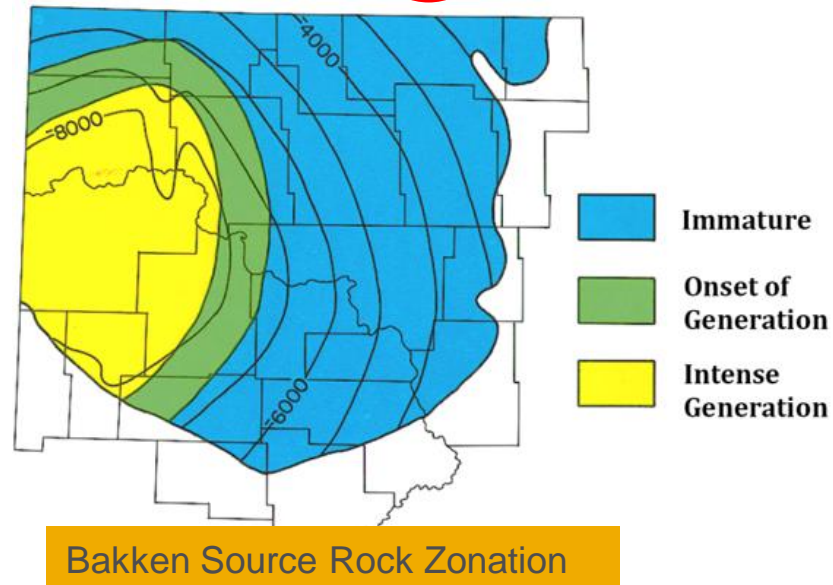 -4000
-8000
-6000
Immature
Onset of
Generation
Intense
Generation
Bakken Source Rock Zonation